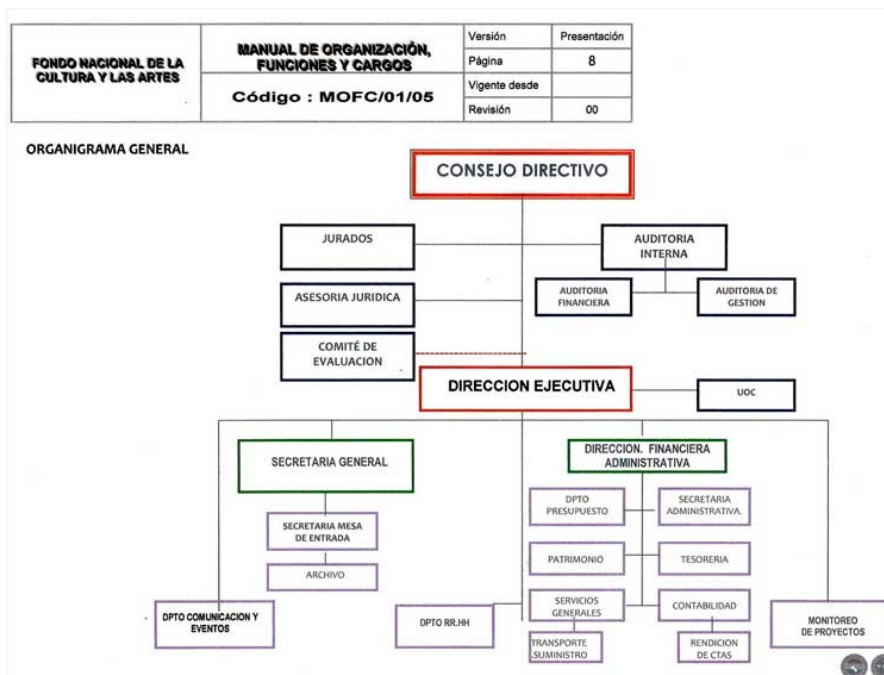 FONDO NACIONAL DE LA
CULTURA Y LAS ARTES
MANUAL DE ORGANIZACIÓN,
FUNCIONES Y CARGOS
Código : MOFC/01/05
Versión
Presentación
Página
8
Vigente desde
Revisión
00
ORGANIGRAMA GENERAL
CONSEJO DIRECTIVO
JURADOS
AUDITORIA
INTERNA
ASESORIA JURIDICA
AUDITORIA
FINANCIERA
AUDITORIA DE
GESTION
COMITÉ DE
EVALUACION
DIRECCION EJECUTIVA
UOC
SECRETARIA GENERAL
DIRECCION. FINANCIERA
ADMINISTRATIVA
DPTO
PRESUPUESTO
SECRETARIA
ADMINISTRATIVA.
SECRETARIA MESA
DE ENTRADA
PATRIMONIO
TESORERIA
ARCHIVO
SERVICIOS
GENERALES
CONTABILIDAD
DPTO COMUNICACION Y
EVENTOS
DPTO RR.HH
MONITOREO
DE PROYECTOS
TRANSPORTE
.SUMINISTRO
RENDICION
DE CTAS